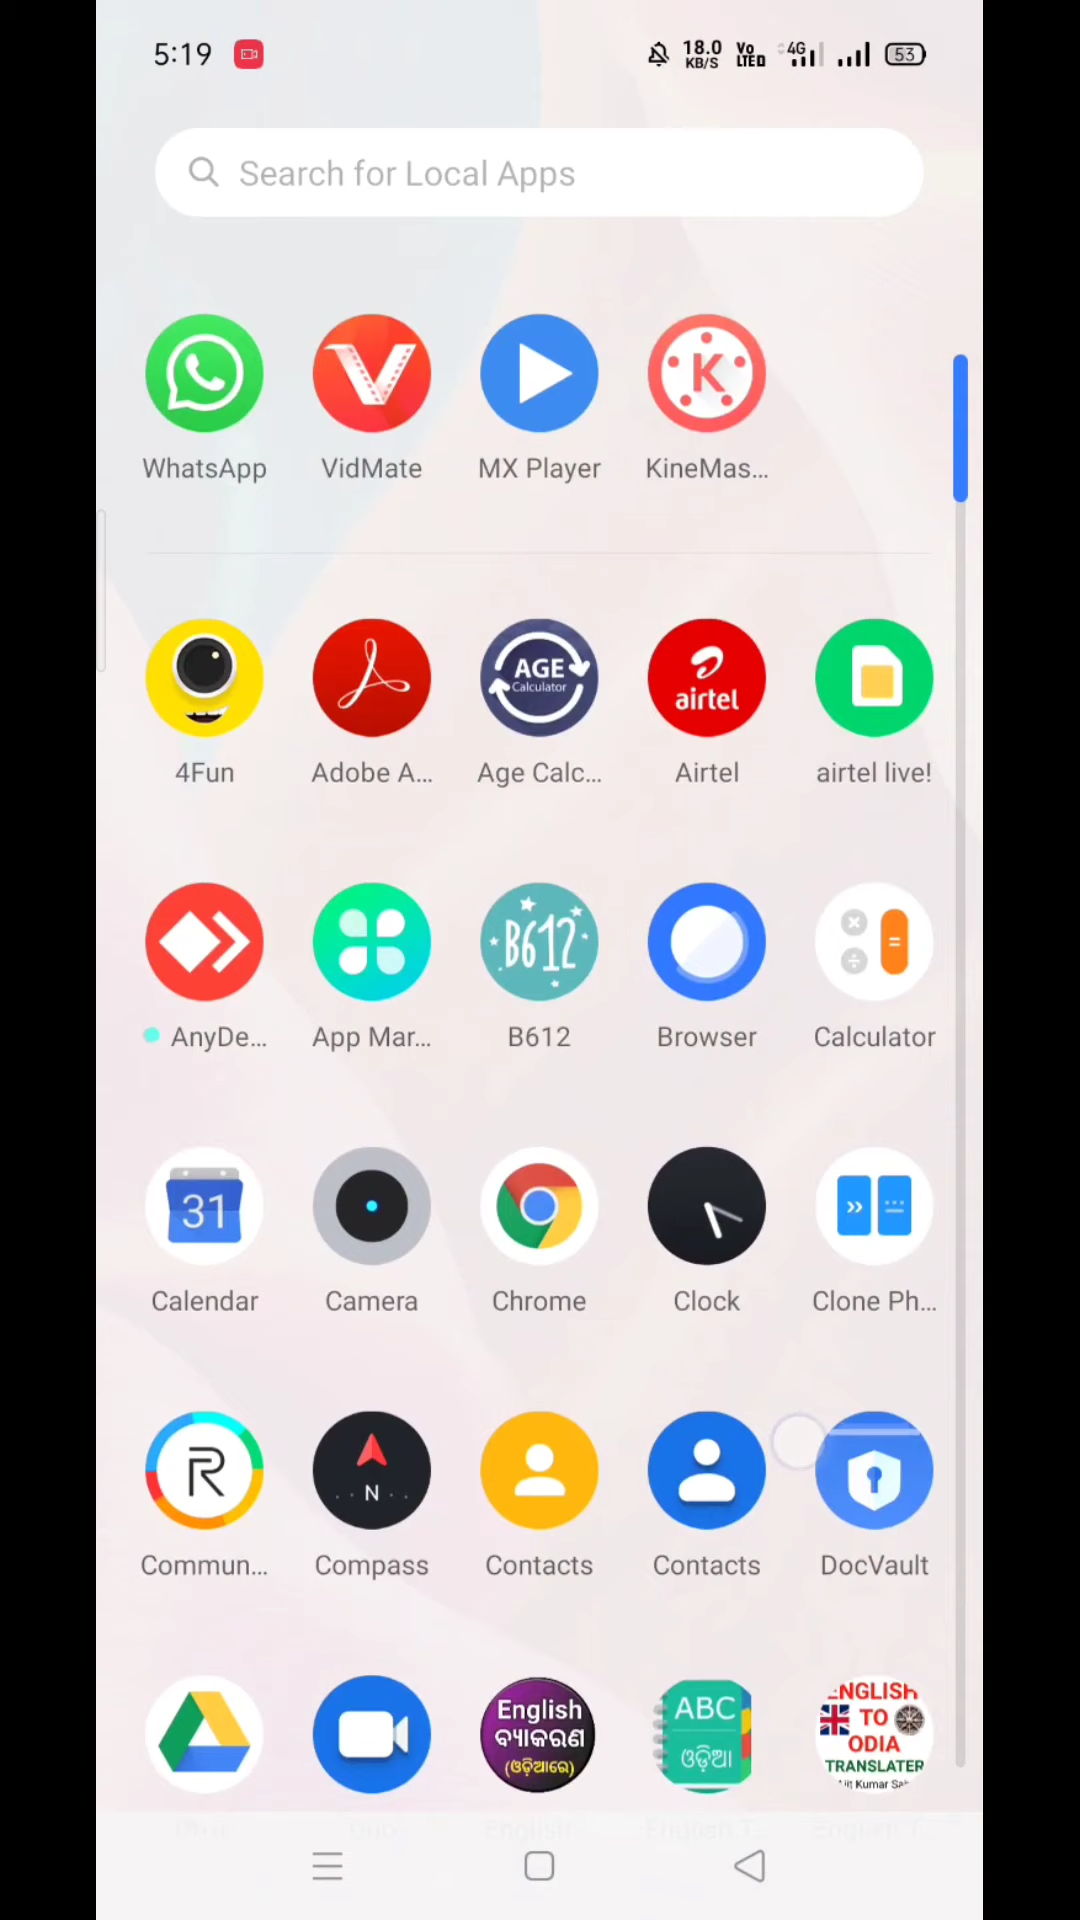 5:19
18.0 KB/S
Vo LTE
4G
53
Search for Local Apps
WhatsApp
VidMate
MX Player
K
KineMas...
AGE
Calculator
airtel
4Fun
Adobe A...
Age Calc...
Airtel
airtel live!
B612
AnyDe...
App Mar...
B612
Browser
Calculator
31
Calendar
Camera
Chrome
Clock
Clone Ph...
R
N
Commun...
Compass
Contacts
Contacts
DocVault
English
ବ୍ୟାକରଣ
(ଓଡ଼ିଆରେ)
ABC
ଓଡ଼ିଆ
ENGLISH
TO
ODIA
TRANSLATER